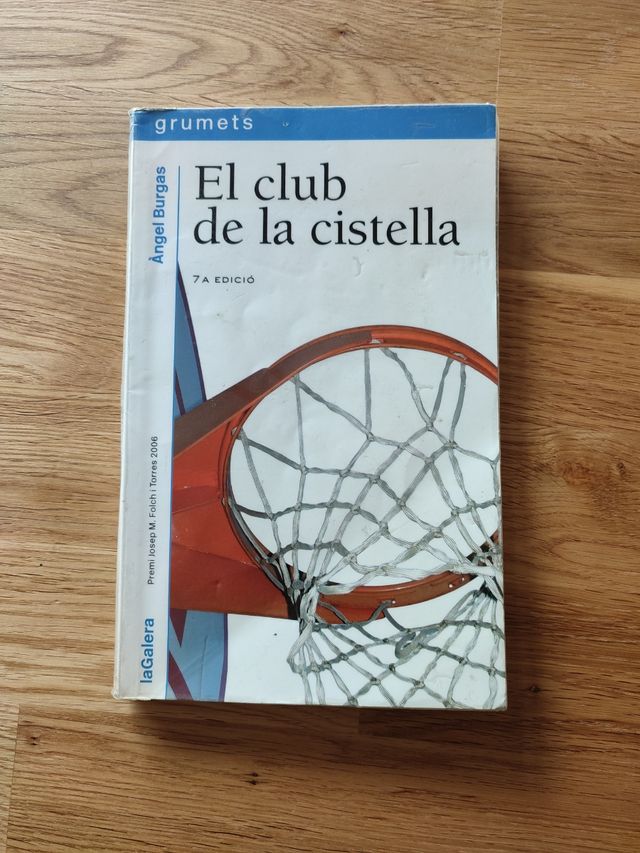 grumets
El club
de la cistella
7A EDICIÓ
Àngel Burgas
Premi Josep M. Folch i Torres 2006
laGalera